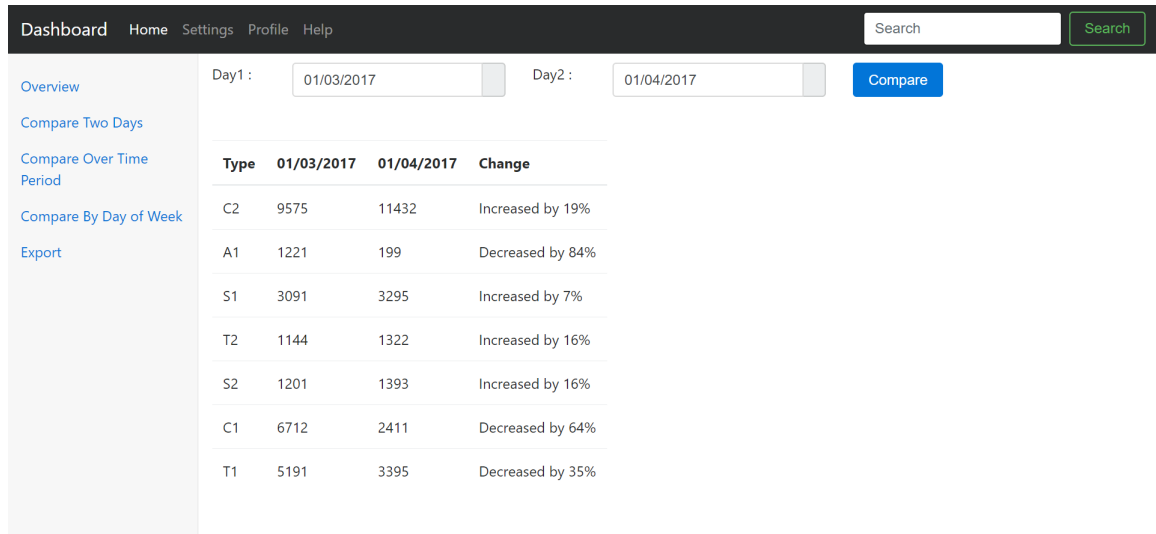 Dashboard Home Settings Profile Help Search Search
Overview
Compare Two Days
Compare Over Time
Period
Compare By Day of Week
Export
Day1 : 01/03/2017 Day2 : 01/04/2017 Compare
Type 01/03/2017 01/04/2017 Change
C2 9575 11432 Increased by 19%
A1 1221 199 Decreased by 84%
S1 3091 3295 Increased by 7%
T2 1144 1322 Increased by 16%
S2 1201 1393 Increased by 16%
C1 6712 2411 Decreased by 64%
T1 5191 3395 Decreased by 35%